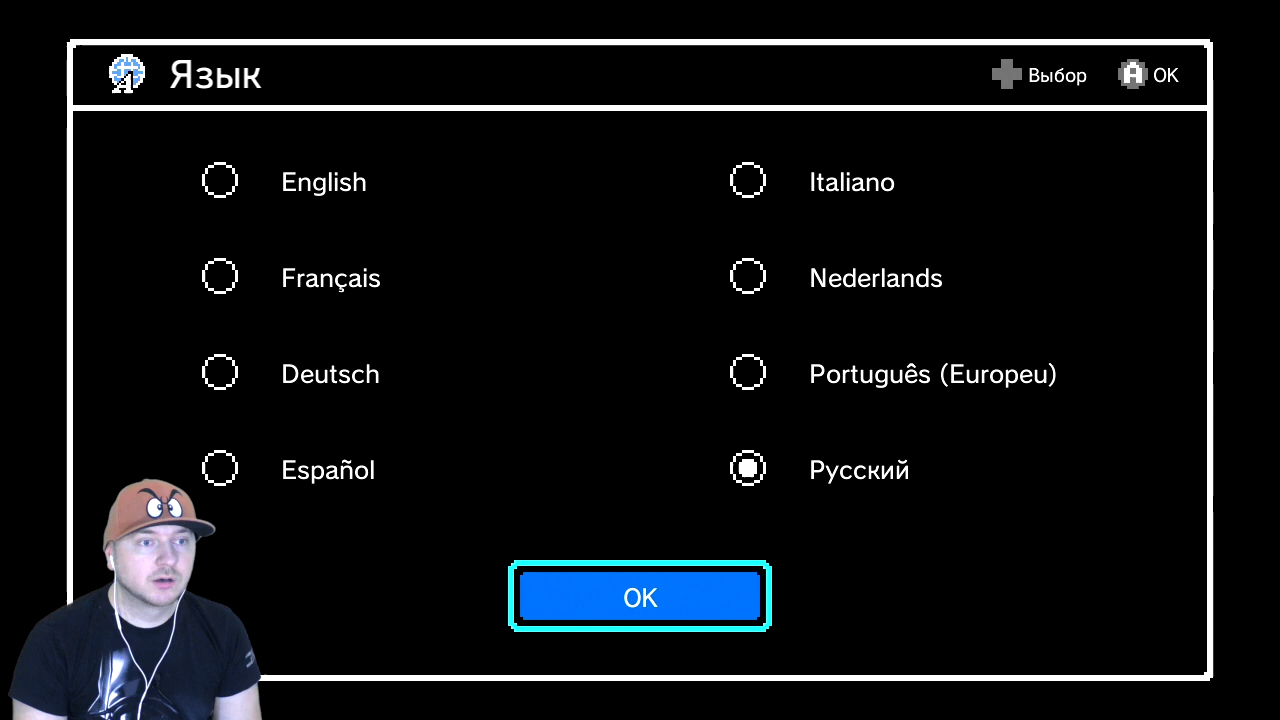 Язык
Выбор
A OK
English
Italiano
Français
Nederlands
Deutsch
Português (Europeu)
Español
Русский
OK